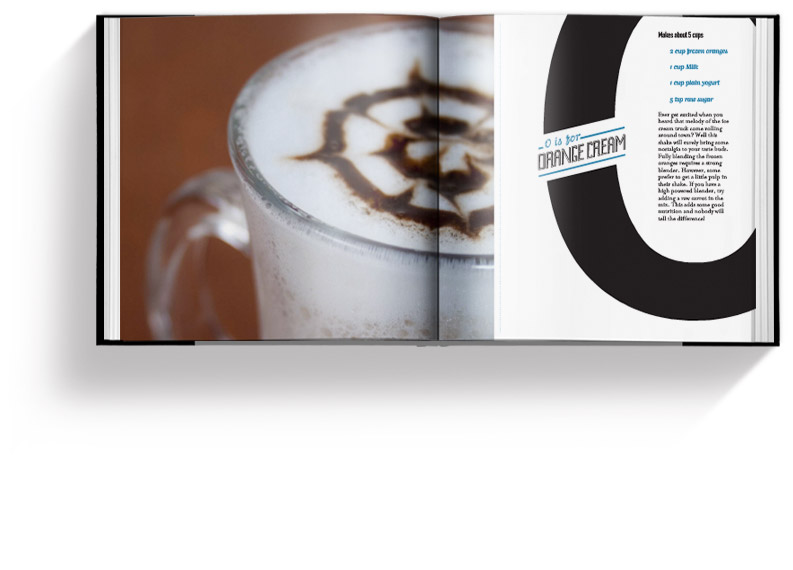 O is for
ORANGE CREAM
Makes about 5 cups
2 cup frozen oranges
1 cup Milk
1 cup plain yogurt
5 tsp raw sugar
Ever get excited when you
heard that melody of the ice
cream truck come rolling
around town? Well this
shake will surely bring some
nostalgia to your taste buds.
Fully blending the frozen
oranges requires a strong
blender. However, some
prefer to get a little pulp in
their shake. If you have a
high powered blender, try
adding a raw carrot in the
mix. This adds some good
nutrition and nobody will
tell the difference!